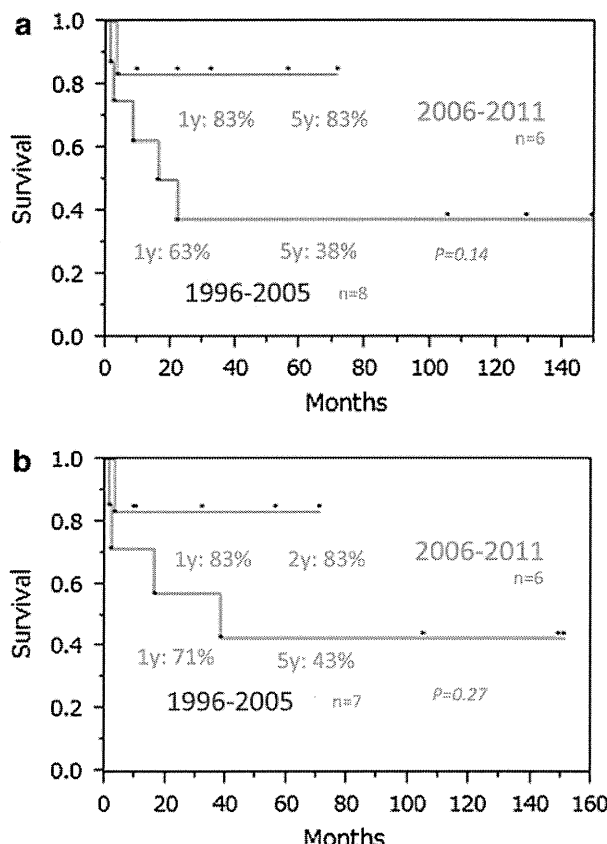 a
1.0
0.8
0.6
0.4
0.2
0.0
Survival
1y: 83% 5y: 83%
2006-2011
n=6
1y: 63% 5y: 38% P=0.14
1996-2005 n=8
0 20 40 60 80 100 120 140
Months
b
1.0
0.8
0.6
0.4
0.2
0.0
Survival
1y: 83% 2y: 83%
2006-2011
n=6
1y: 71% 5y: 43%
1996-2005 n=7 P=0.27
0 20 40 60 80 100 120 140 160
Months